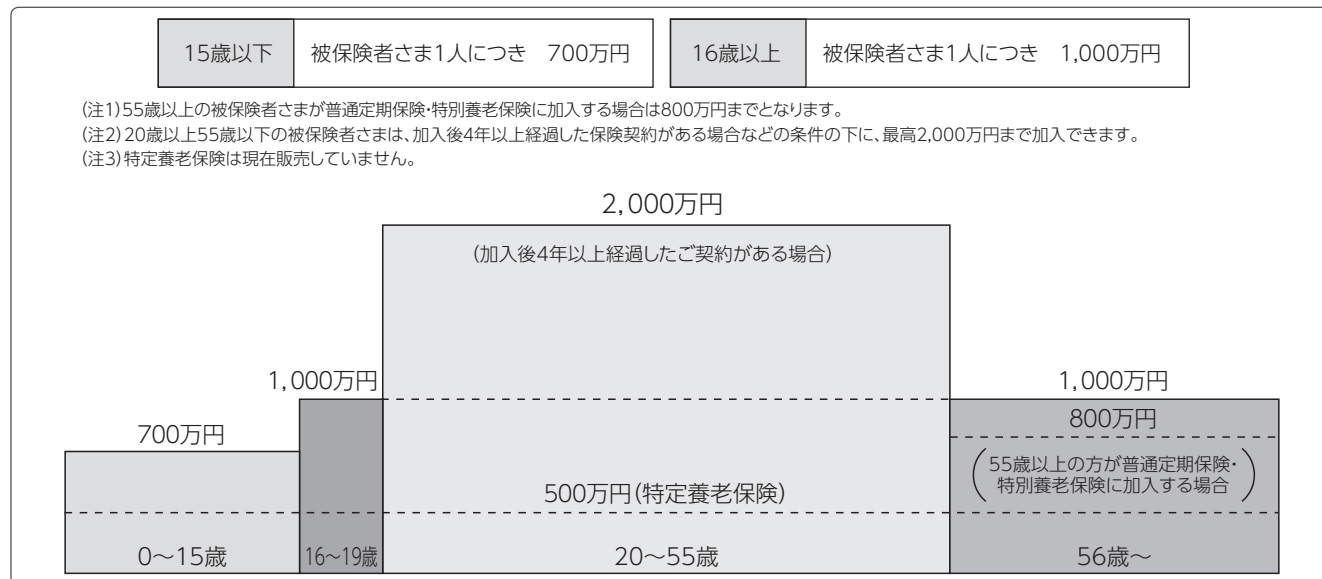 15歳以下 被保険者さま1人につき 700万円 16歳以上 被保険者さま1人につき 1,000万円
(注1)55歳以上の被保険者さまが普通定期保険・特別養老保険に加入する場合は800万円までとなります。
(注2)20歳以上55歳以下の被保険者さまは、加入後4年以上経過した保険契約がある場合などの条件の下に、最高2,000万円まで加入できます。
(注3)特定養老保険は現在販売していません。
2,000万円
(加入後4年以上経過したご契約がある場合)
1,000万円 1,000万円
700万円 800万円
(55歳以上の方が普通定期保険・
特別養老保険に加入する場合)
500万円(特定養老保険)
0〜15歳 16〜19歳 20〜55歳 56歳〜